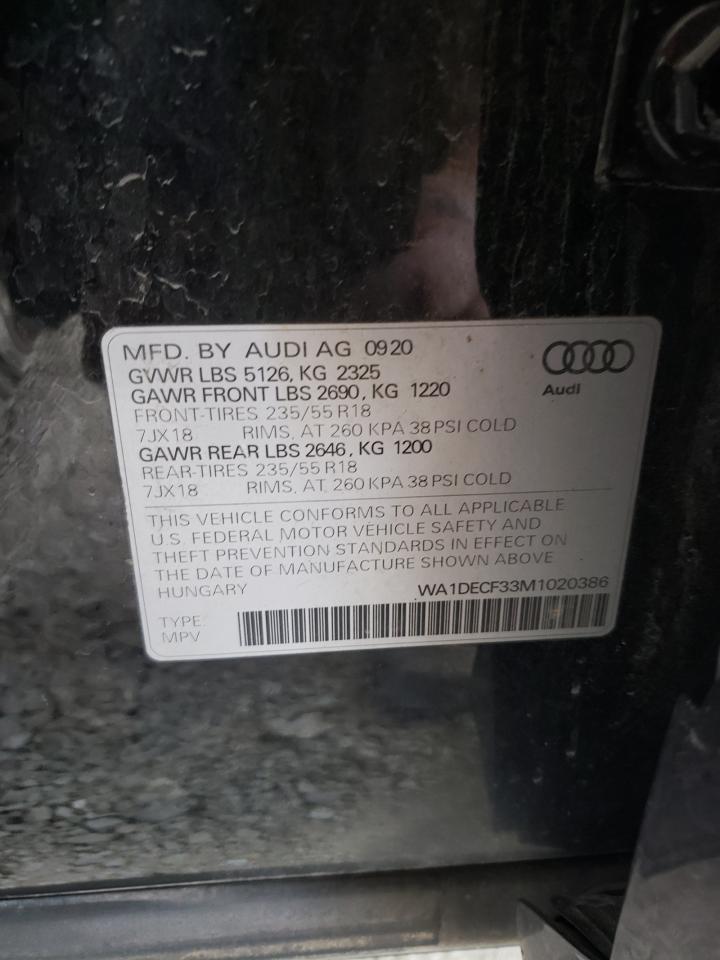 MFD. BY AUDI AG 0920
GVWR LBS 5126, KG 2325
GAWR FRONT LBS 2690, KG 1220
Audi
FRONT-TIRES 235/55 R18
7JX18 RIMS, AT 260 KPA 38 PSI COLD
GAWR REAR LBS 2646, KG 1200
REAR-TIRES 235/55 R18
7JX18 RIMS, AT 260 KPA 38 PSI COLD
THIS VEHICLE CONFORMS TO ALL APPLICABLE
U.S. FEDERAL MOTOR VEHICLE SAFETY AND
THEFT PREVENTION STANDARDS IN EFFECT ON
THE DATE OF MANUFACTURE SHOWN ABOVE
HUNGARY WA1DECF33M1020386
TYPE:
MPV